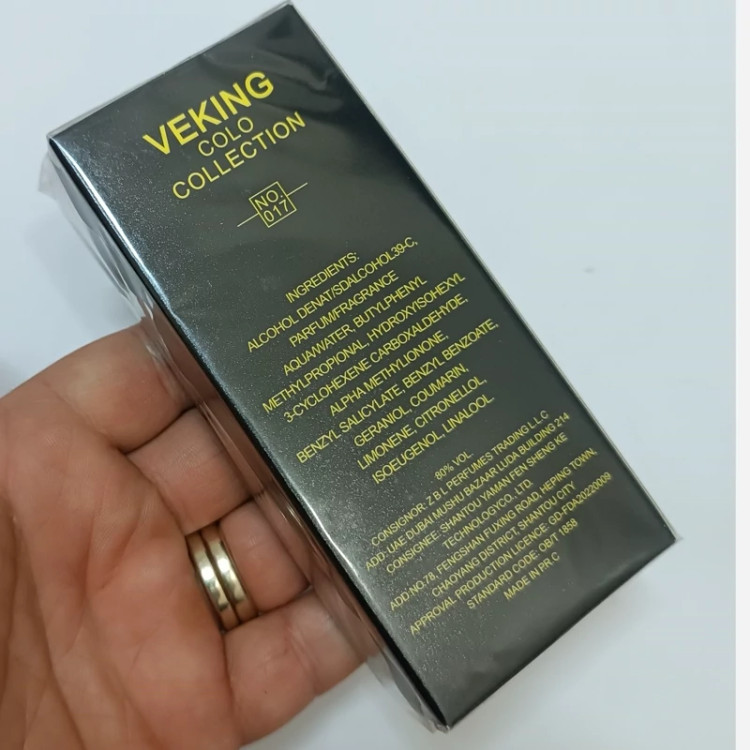 VEKING
COLO
COLLECTION
NO.
017
INGREDIENTS:
ALCOHOL DENAT/SDALCOHOL39-C,
PARFUM/FRAGRANCE
AQUA/WATER. BUTYLPHENYL
METHYLPROPIONAL, HYDROXYISOHEXYL
3-CYCLOHEXENE CARBOXALDEHYDE,
ALPHA METHYLIONONE,
BENZYL SALICYLATE, BENZYL BENZOATE,
GERANIOL, COUMARIN,
LIMONENE CITRONELLOL,
ISOEUGENOL, LINALOOL.
80% VOL
CONSIGNOR: Z B L PERFUMES TRADING L L C
ADD: UAE DUBAI MUSHU BAZAAR LUDA BUILDING 214
CONSIGNEE: SHANTOU YAMAN FEN SHENG KE
TECHNOLOGYCO., LTD.
ADD:NO.78, FENGSHAN FUXING ROAD, HEPING TOWN,
CHAOYANG DISTRICT SHANTOU CITY
APPROVAL PRODUCTION LICENCE: GD-FDA20220009
STANDARD CODE: OB/T 1858
MADE IN P.R C